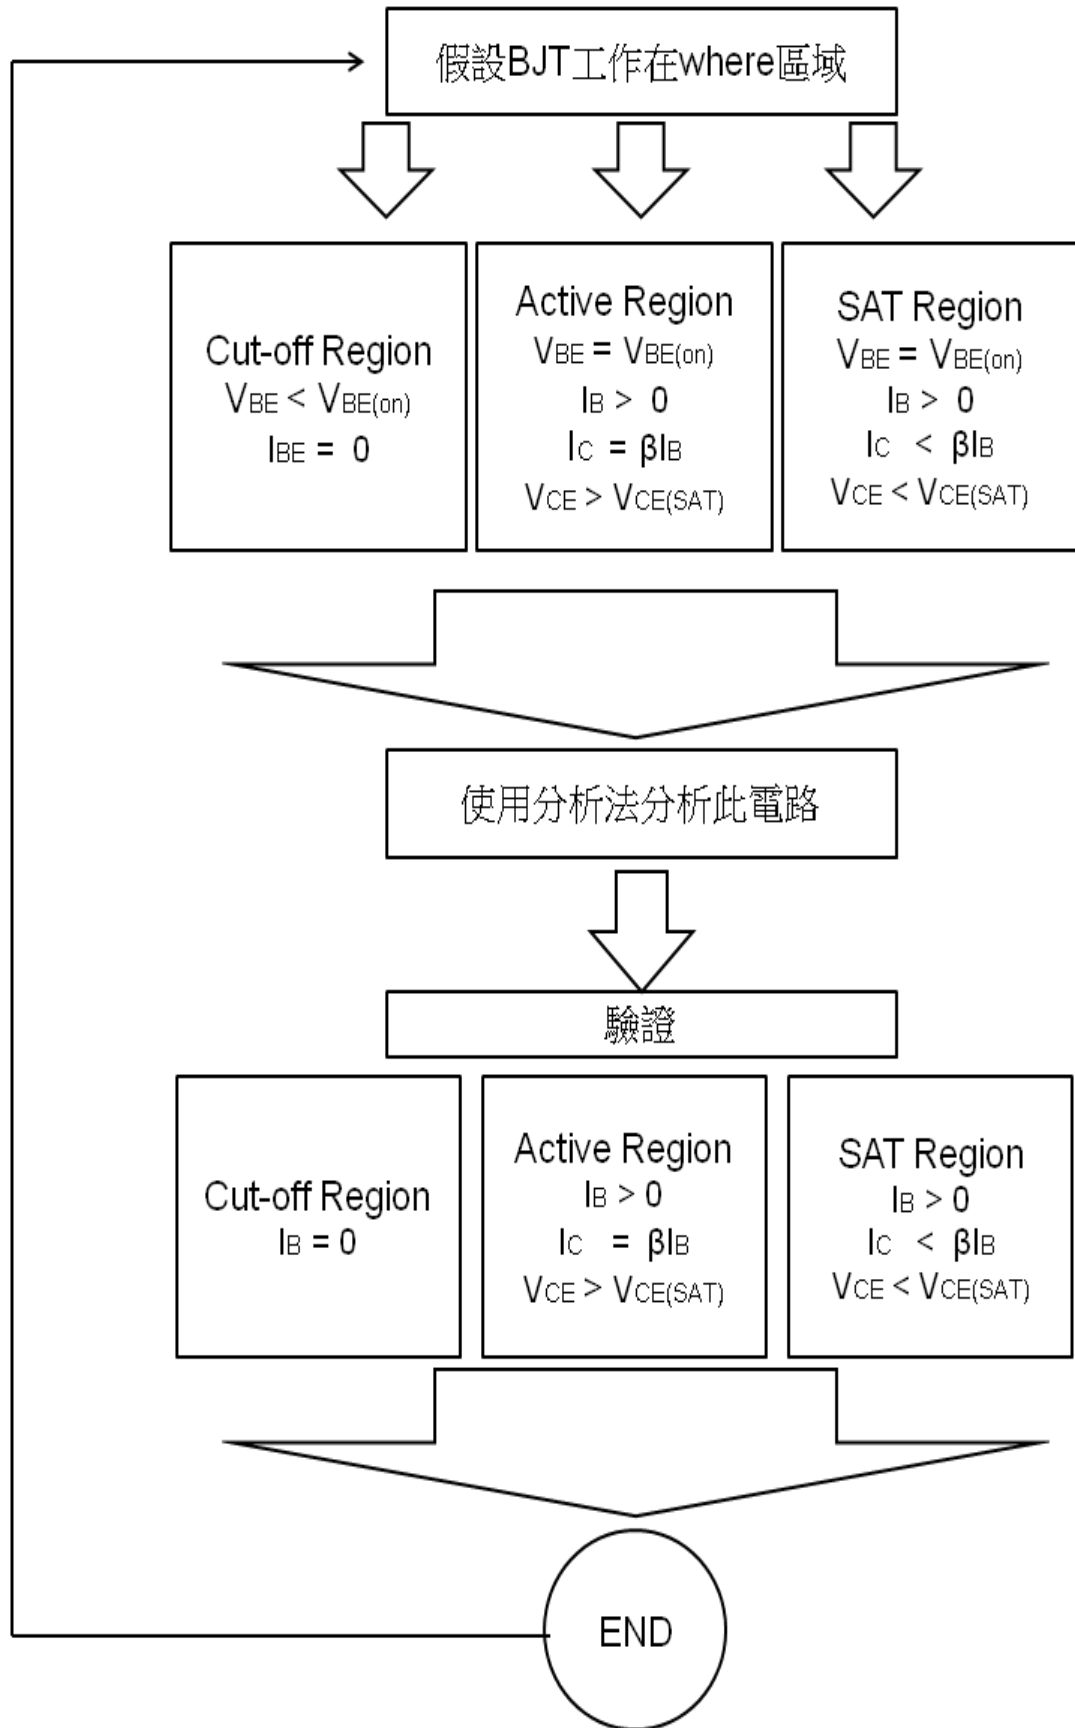 假設BJT工作在where區域
Cut-off Region
VBE < VBE(on)
IBE = 0
Active Region
VBE = VBE(on)
IB > 0
IC = βIB
VCE > VCE(SAT)
SAT Region
VBE = VBE(on)
IB > 0
IC < βIB
VCE < VCE(SAT)
使用分析法分析此電路
驗證
Cut-off Region
IB = 0
Active Region
IB > 0
IC = βIB
VCE > VCE(SAT)
SAT Region
IB > 0
IC < βIB
VCE < VCE(SAT)
END